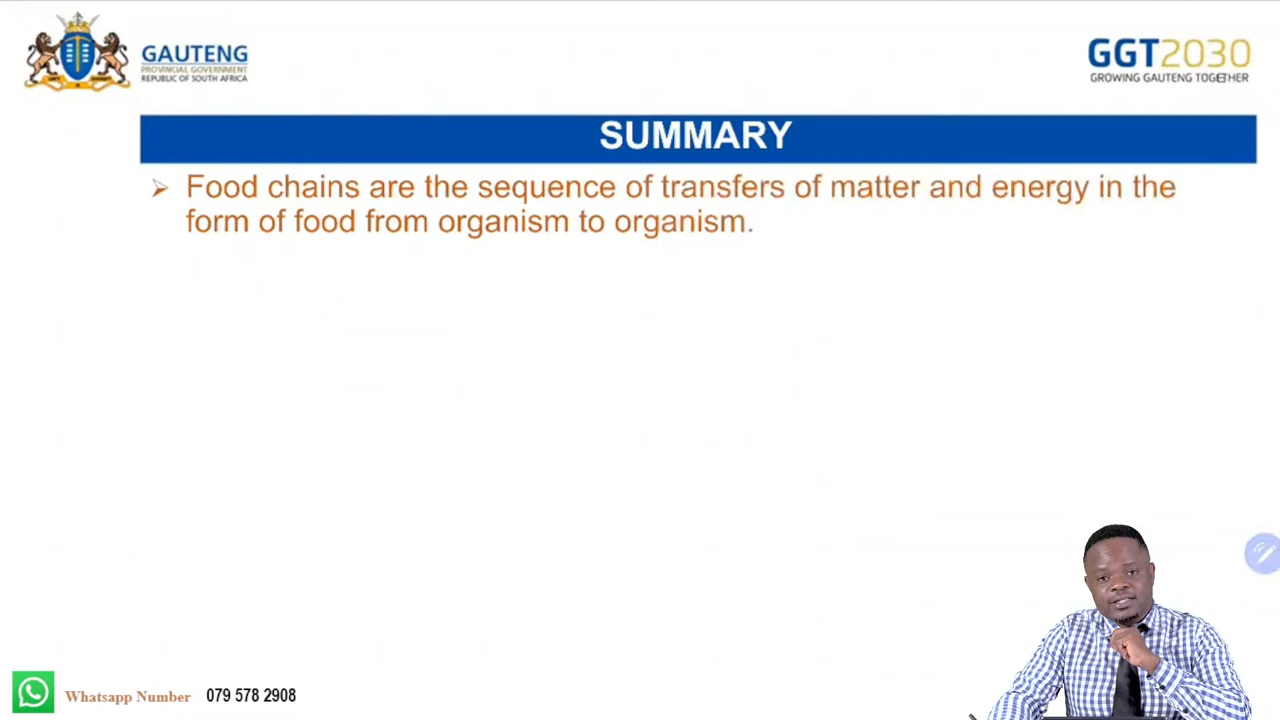 GAUTENG
PROVINCIAL GOVERNMENT
REPUBLIC OF SOUTH AFRICA
GGT2030
GROWING GAUTENG TOGETHER
SUMMARY
Food chains are the sequence of transfers of matter and energy in the
form of food from organism to organism.
Whatsapp Number 079 578 2908